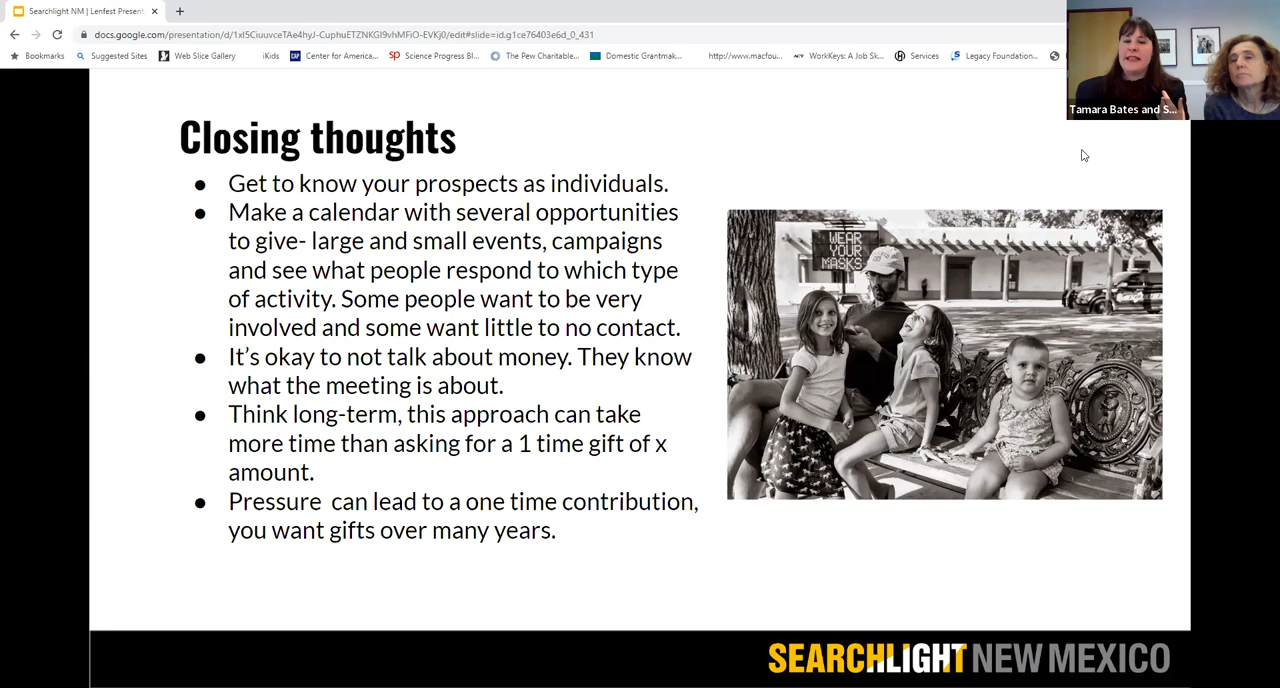 Searchlight NM | Lenfest Present
docs.google.com/presentation/d/1xI5CiuuvceTAe4hyJ-CuphuETZNKGI9vhMFiO-EVKj0/edit#slide=id.g1ce76403e6d_0_431
Bookmarks Suggested Sites Web Slice Gallery iKids CAP Center for America... sp Science Progress Bl... The Pew Charitable... Domestic Grantmak... http://www.macfou... ACT WorkKeys: A Job Sk... Services Legacy Foundation...
Tamara Bates and S...
Closing thoughts
● Get to know your prospects as individuals.
● Make a calendar with several opportunities
to give- large and small events, campaigns
and see what people respond to which type
of activity. Some people want to be very
involved and some want little to no contact.
● It’s okay to not talk about money. They know
what the meeting is about.
● Think long-term, this approach can take
more time than asking for a 1 time gift of x
amount.
● Pressure  can lead to a one time contribution,
you want gifts over many years.
WEAR
YOUR
MASKS
SEARCHLIGHT NEW MEXICO